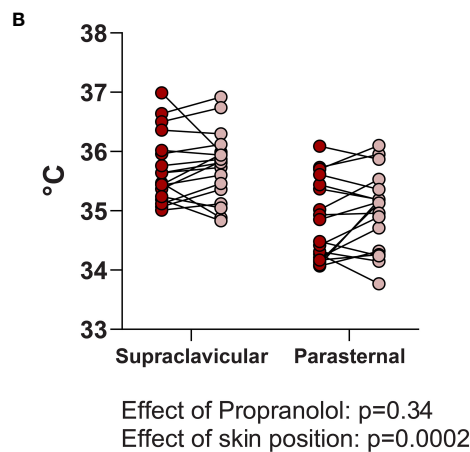 B
38
37
36
35
34
33
°C
Supraclavicular Parasternal
Effect of Propranolol: p=0.34
Effect of skin position: p=0.0002